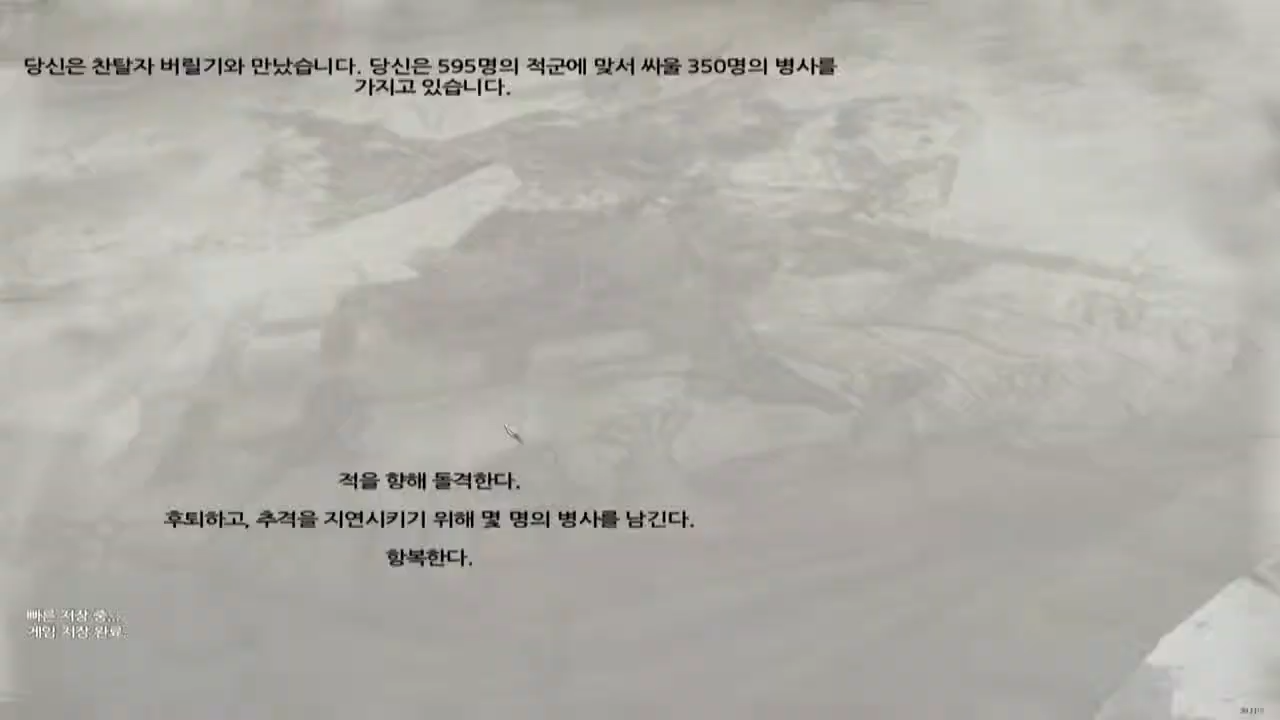 당신은 찬탈자 버릴기와 만났습니다. 당신은 595명의 적군에 맞서 싸울 350명의 병사를
가지고 있습니다.
적을 향해 돌격한다.
후퇴하고, 추격을 지연시키기 위해 몇 명의 병사를 남긴다.
항복한다.
빠른 저장 중...
게임 저장 완료.